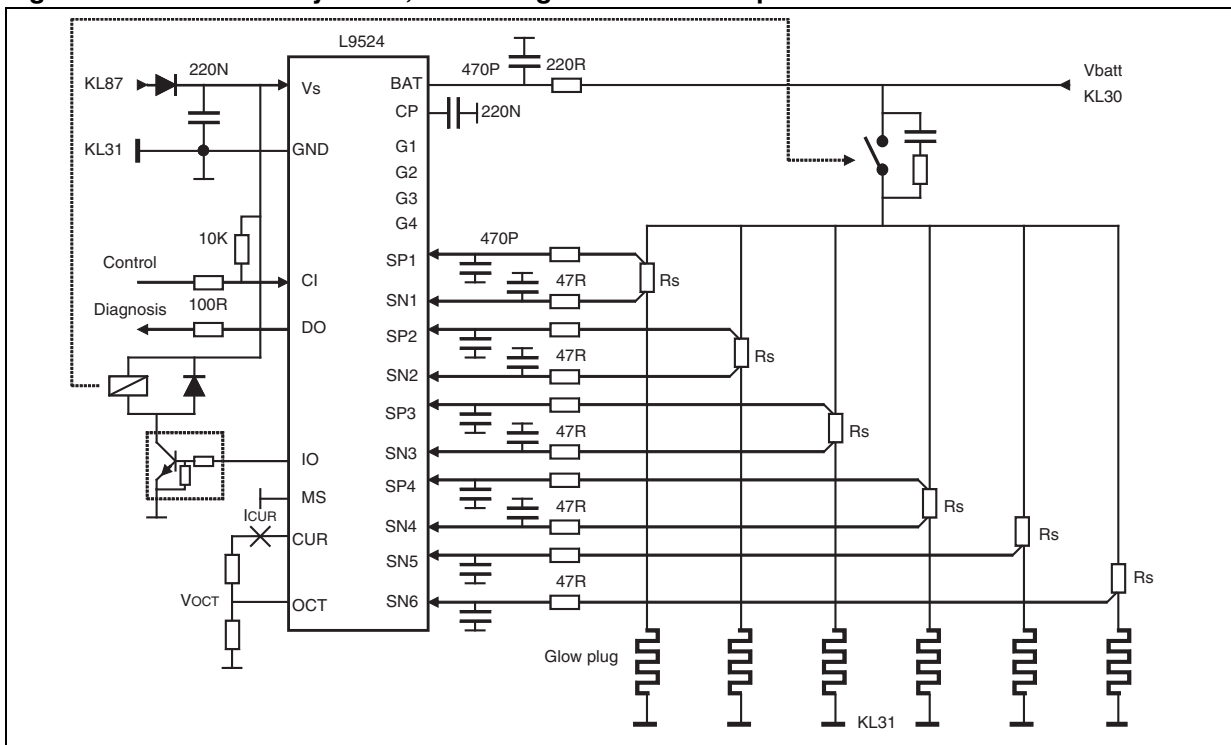 L9524
KL87
220N
Vs
BAT
470P
220R
Vbatt
KL30
CP
220N
KL31
GND
G1
G2
G3
G4
10K
Control
CI
SP1
470P
Rs
SN1
47R
Diagnosis
100R
DO
SP2
47R
Rs
SN2
SP3
47R
Rs
SN3
IO
SP4
MS
47R
Rs
SN4
ICUR
CUR
SN5
Rs
47R
Rs
VOCT
OCT
SN6
Glow plug
KL31